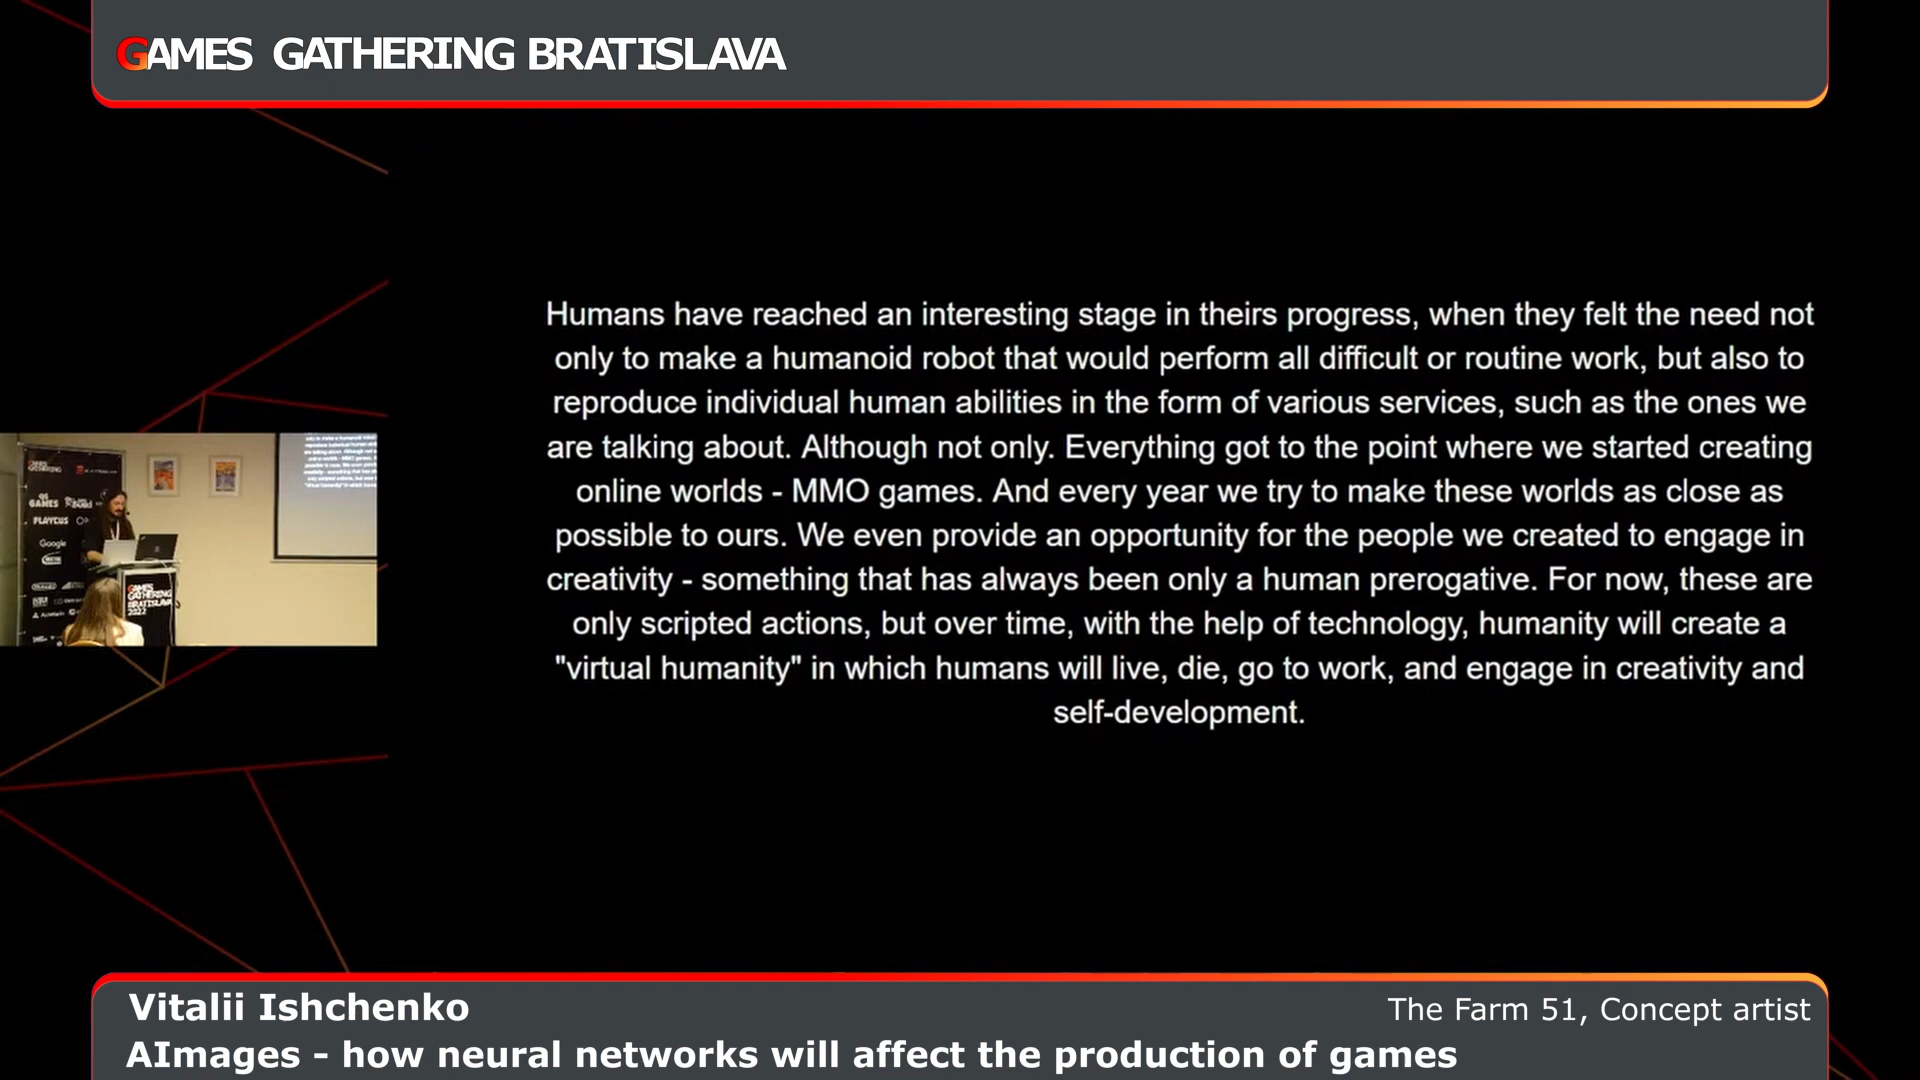 GAMES GATHERING BRATISLAVA
Humans have reached an interesting stage in theirs progress, when they felt the need not
only to make a humanoid robot that would perform all difficult or routine work, but also to
reproduce individual human abilities in the form of various services, such as the ones we
are talking about. Although not only. Everything got to the point where we started creating
online worlds - MMO games. And every year we try to make these worlds as close as
possible to ours. We even provide an opportunity for the people we created to engage in
creativity - something that has always been only a human prerogative. For now, these are
only scripted actions, but over time, with the help of technology, humanity will create a
"virtual humanity" in which humans will live, die, go to work, and engage in creativity and
self-development.
GAMES
PLAYCUS
Google
GAMES
GATHERING
BRATISLAVA
2022
Vitalii Ishchenko
The Farm 51, Concept artist
AImages - how neural networks will affect the production of games